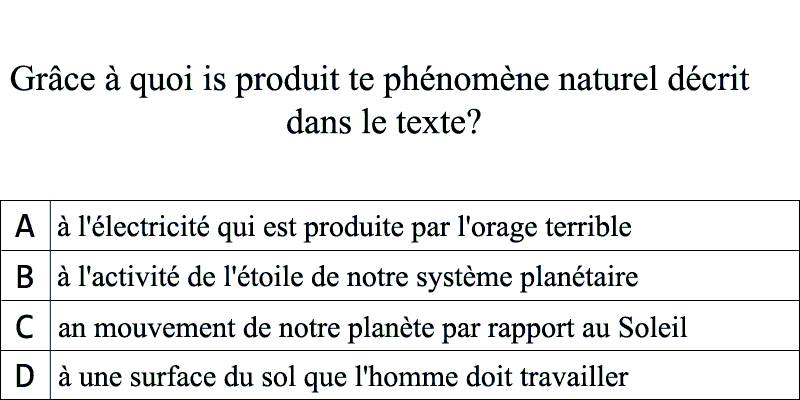 Grâce à quoi is produit te phénomène naturel décrit
dans le texte?
A à l'électricité qui est produite par l'orage terrible
B à l'activité de l'étoile de notre système planétaire
C an mouvement de notre planète par rapport au Soleil
D à une surface du sol que l'homme doit travailler